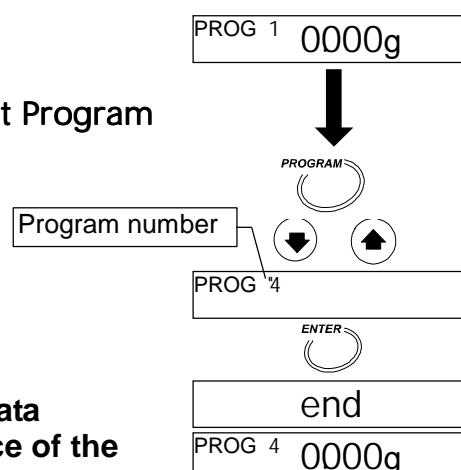 PROG 1 0000g
t Program
PROGRAM
Program number
PROG "4
ENTER
end
ata
ce of the
PROG 4 0000g